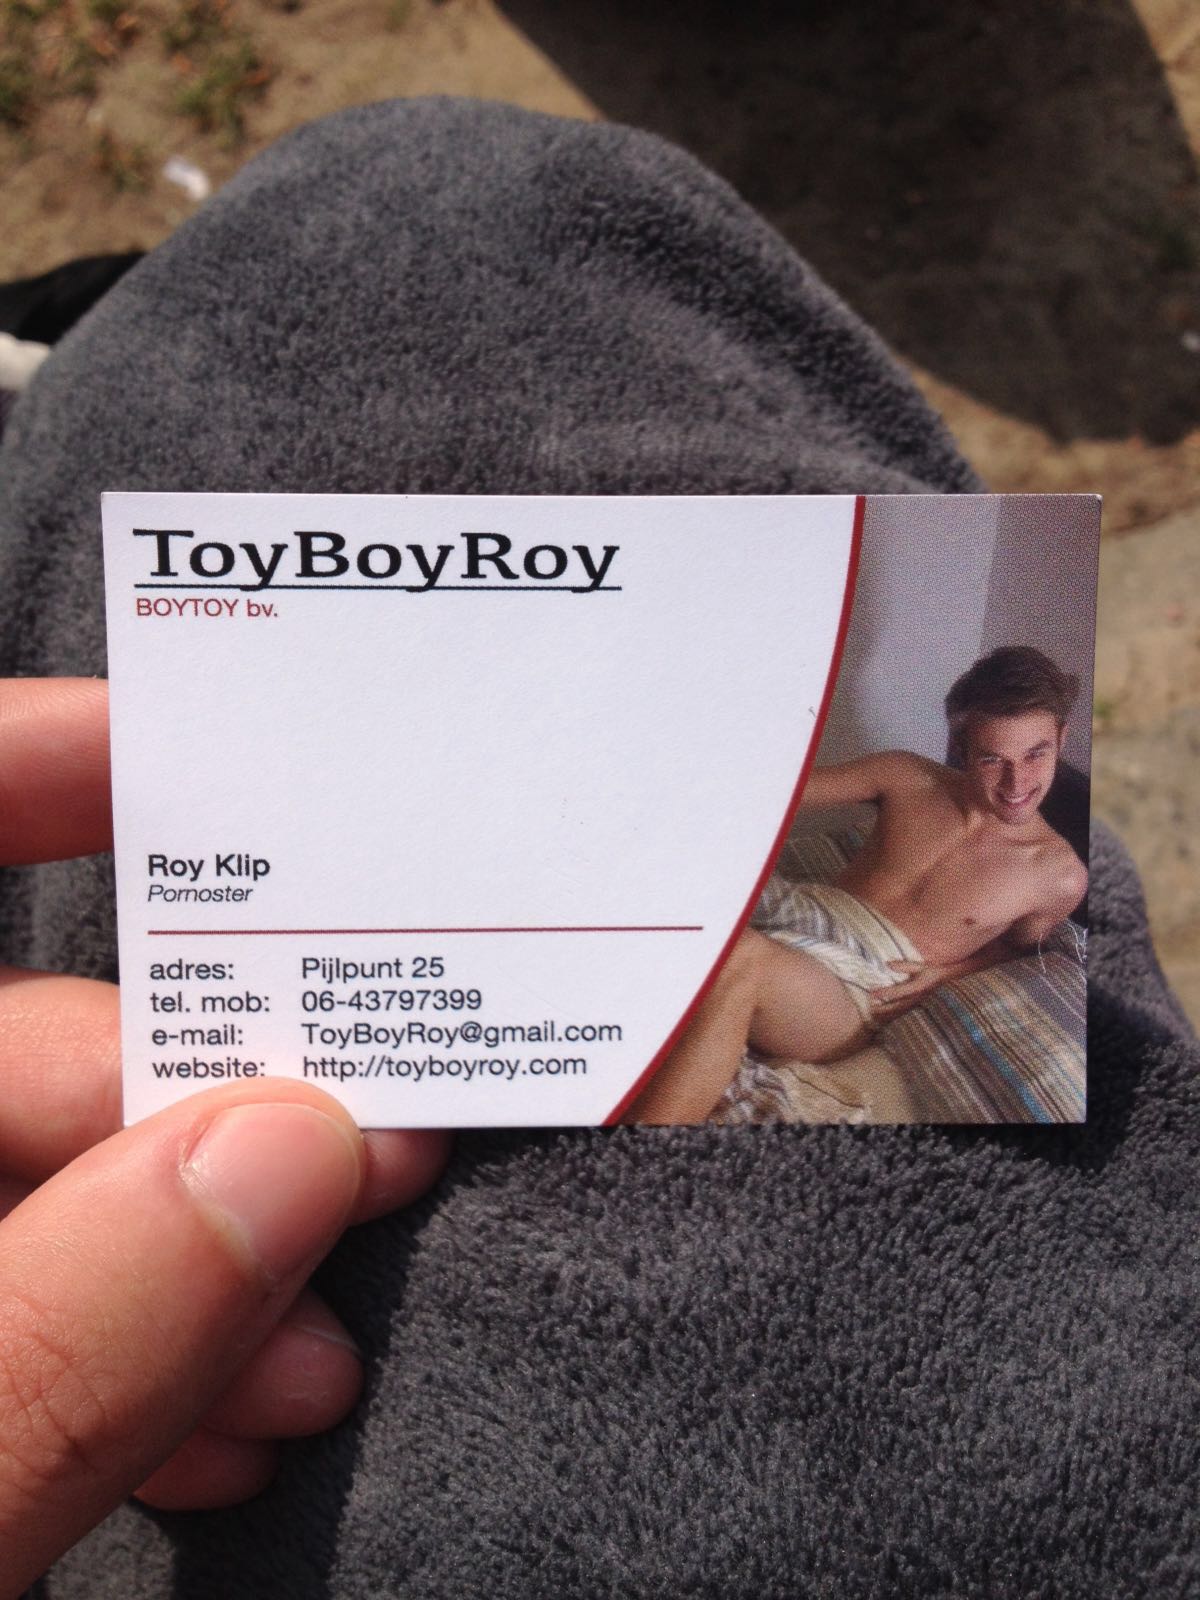 ToyBoyRoy
BOYTOY bv.
Roy Klip
Pornoster
adres: Pijlpunt 25
tel. mob: 06-43797399
e-mail: ToyBoyRoy@gmail.com
website: http://toyboyroy.com